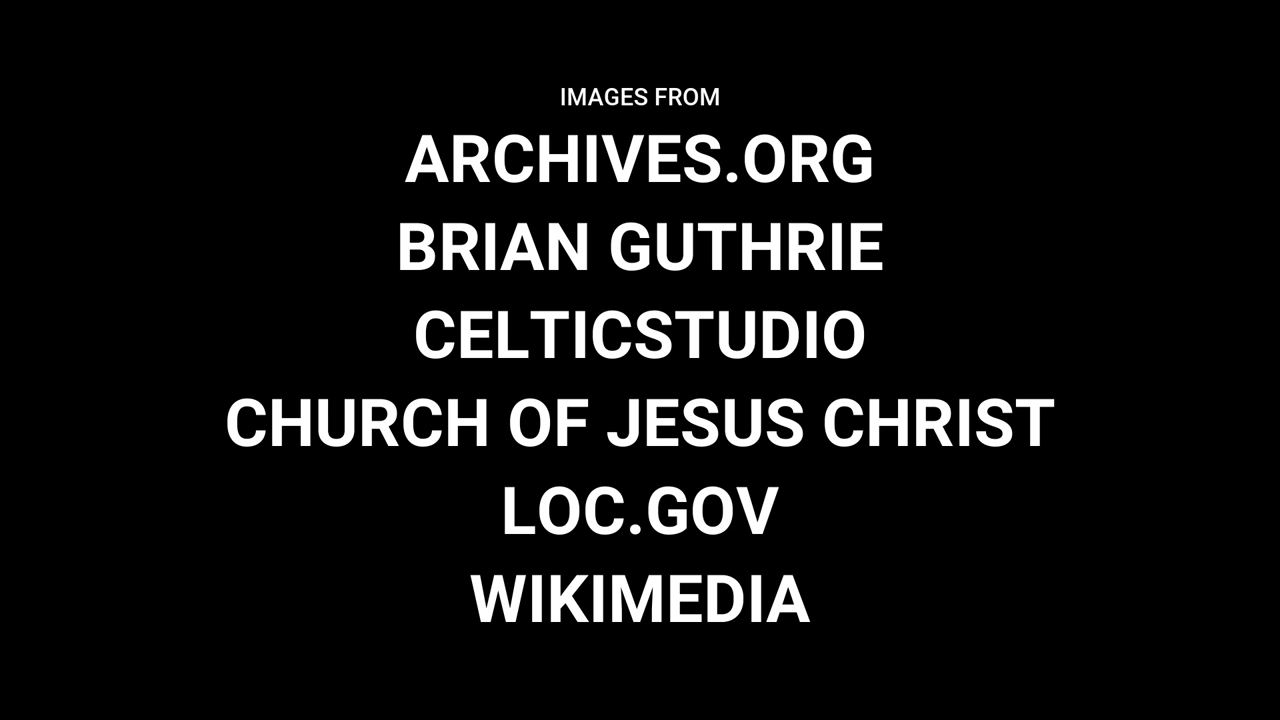 IMAGES FROM
ARCHIVES.ORG
BRIAN GUTHRIE
CELTICSTUDIO
CHURCH OF JESUS CHRIST
LOC.GOV
WIKIMEDIA